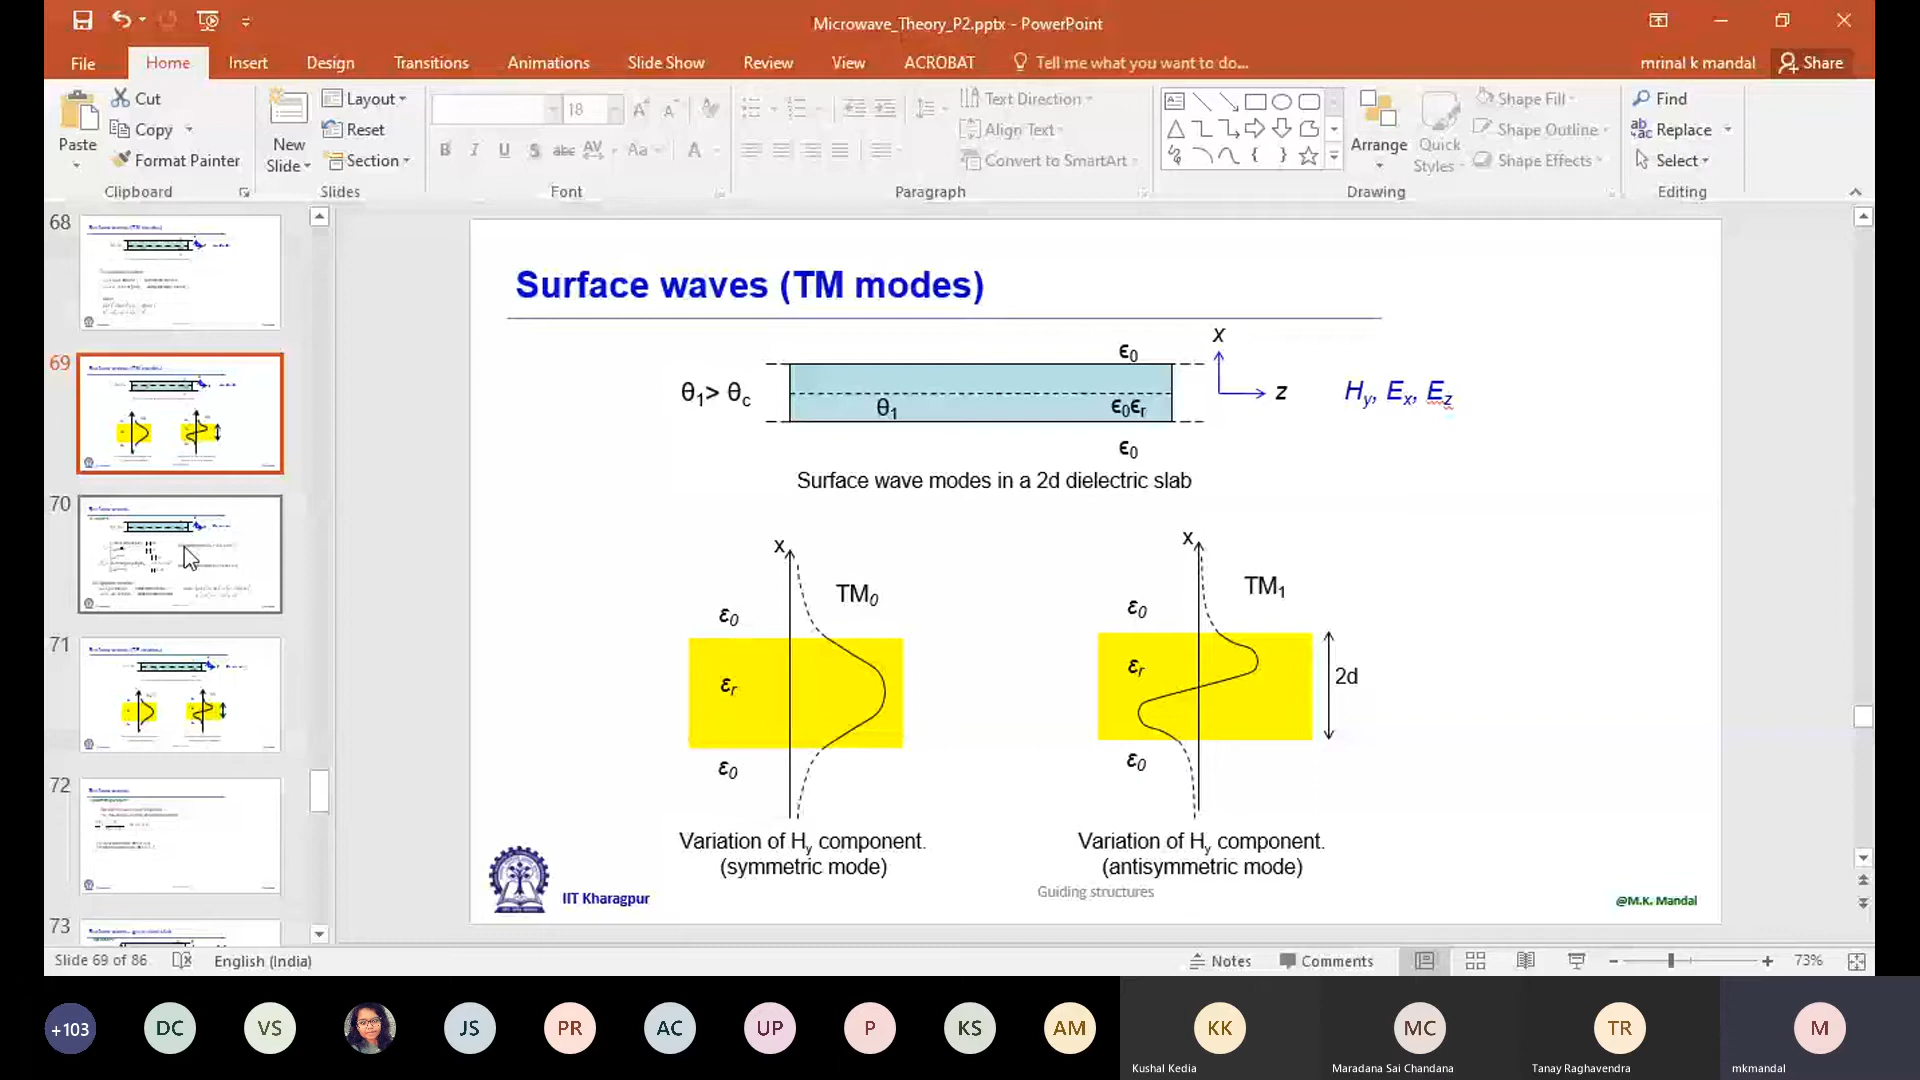 Microwave_Theory_P2.pptx - PowerPoint
File Home Insert Design Transitions Animations Slide Show Review View ACROBAT Tell me what you want to do... mrinal k mandal Share
Paste Cut Copy Format Painter Clipboard
New Slide Layout Reset Section Slides
18 B I U S abc AV Aa A Font
Text Direction Align Text Convert to SmartArt Paragraph
Arrange Quick Styles Shape Fill Shape Outline Shape Effects Drawing
Find Replace Select Editing
68
69
70
71
72
73
Surface waves (TM modes)
x
ϵ0
θ1> θc
θ1
ϵ0ϵr
z
Hy, Ex, Ez
ϵ0
Surface wave modes in a 2d dielectric slab
x
TM0
ε0
εr
ε0
Variation of Hy component.
(symmetric mode)
x
TM1
ε0
εr
2d
ε0
Variation of Hy component.
(antisymmetric mode)
IIT Kharagpur
Guiding structures
@M.K. Mandal
Slide 69 of 86 English (India) Notes Comments 73%
+103 DC VS JS PR AC UP P KS AM KK MC TR M
Kushal Kedia Maradana Sai Chandana Tanay Raghavendra mkmandal